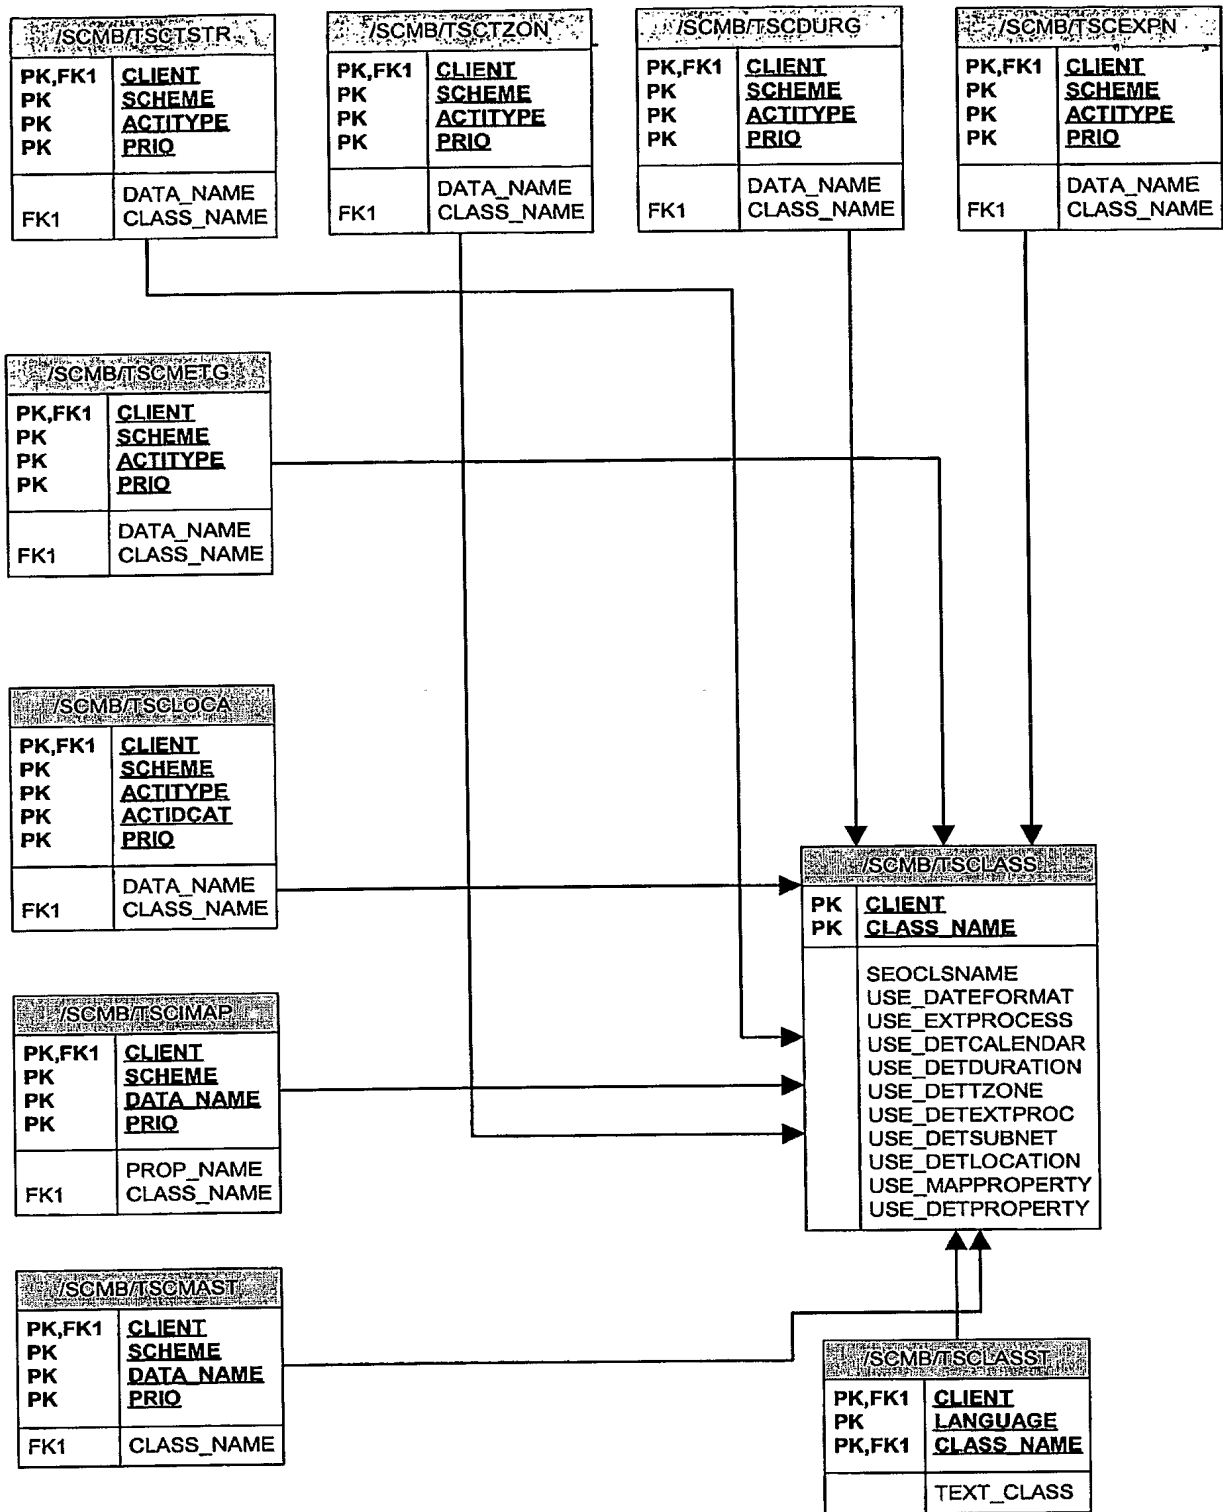 /SCMB/TSCTSTR
PK,FK1 CLIENT
PK SCHEME
PK ACTITYPE
PK PRIO
DATA_NAME
FK1 CLASS_NAME
/SCMB/TSCTZON
PK,FK1 CLIENT
PK SCHEME
PK ACTITYPE
PK PRIO
DATA_NAME
FK1 CLASS_NAME
/SCMB/TSCDURG
PK,FK1 CLIENT
PK SCHEME
PK ACTITYPE
PK PRIO
DATA_NAME
FK1 CLASS_NAME
/SCMB/TSCEXPN
PK,FK1 CLIENT
PK SCHEME
PK ACTITYPE
PK PRIO
DATA_NAME
FK1 CLASS_NAME
/SCMB/TSCMETG
PK,FK1 CLIENT
PK SCHEME
PK ACTITYPE
PK PRIO
DATA_NAME
FK1 CLASS_NAME
/SCMB/TSCLOCA
PK,FK1 CLIENT
PK SCHEME
PK ACTITYPE
PK ACTIDCAT
PK PRIO
DATA_NAME
FK1 CLASS_NAME
/SCMB/TSCLASS
PK CLIENT
PK CLASS_NAME
SEOCLSNAME
USE_DATEFORMAT
USE_EXTPROCESS
USE_DETCALENDAR
USE_DETDURATION
USE_DETTZONE
USE_DETEXTPROC
USE_DETSUBNET
USE_DETLOCATION
USE_MAPPROPERTY
USE_DETPROPERTY
/SCMB/TSCIMAP
PK,FK1 CLIENT
PK SCHEME
PK DATA_NAME
PK PRIO
PROP_NAME
FK1 CLASS_NAME
/SCMB/TSCMAST
PK,FK1 CLIENT
PK SCHEME
PK DATA_NAME
PK PRIO
FK1 CLASS_NAME
/SCMB/TSCLASST
PK,FK1 CLIENT
PK LANGUAGE
PK,FK1 CLASS_NAME
TEXT_CLASS